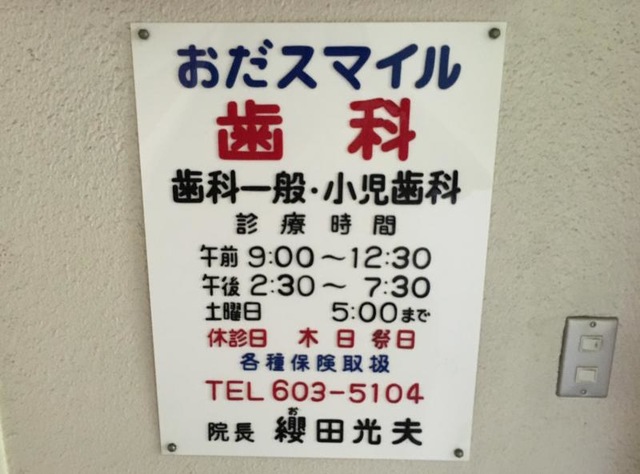 おだスマイル
歯科
歯科一般・小児歯科
診療時間
午前 9:00～12:30
午後 2:30～ 7:30
土曜日 5:00まで
休診日 木 日 祭日
各種保険取扱
TEL 603-5104
お
院長 纓田光夫